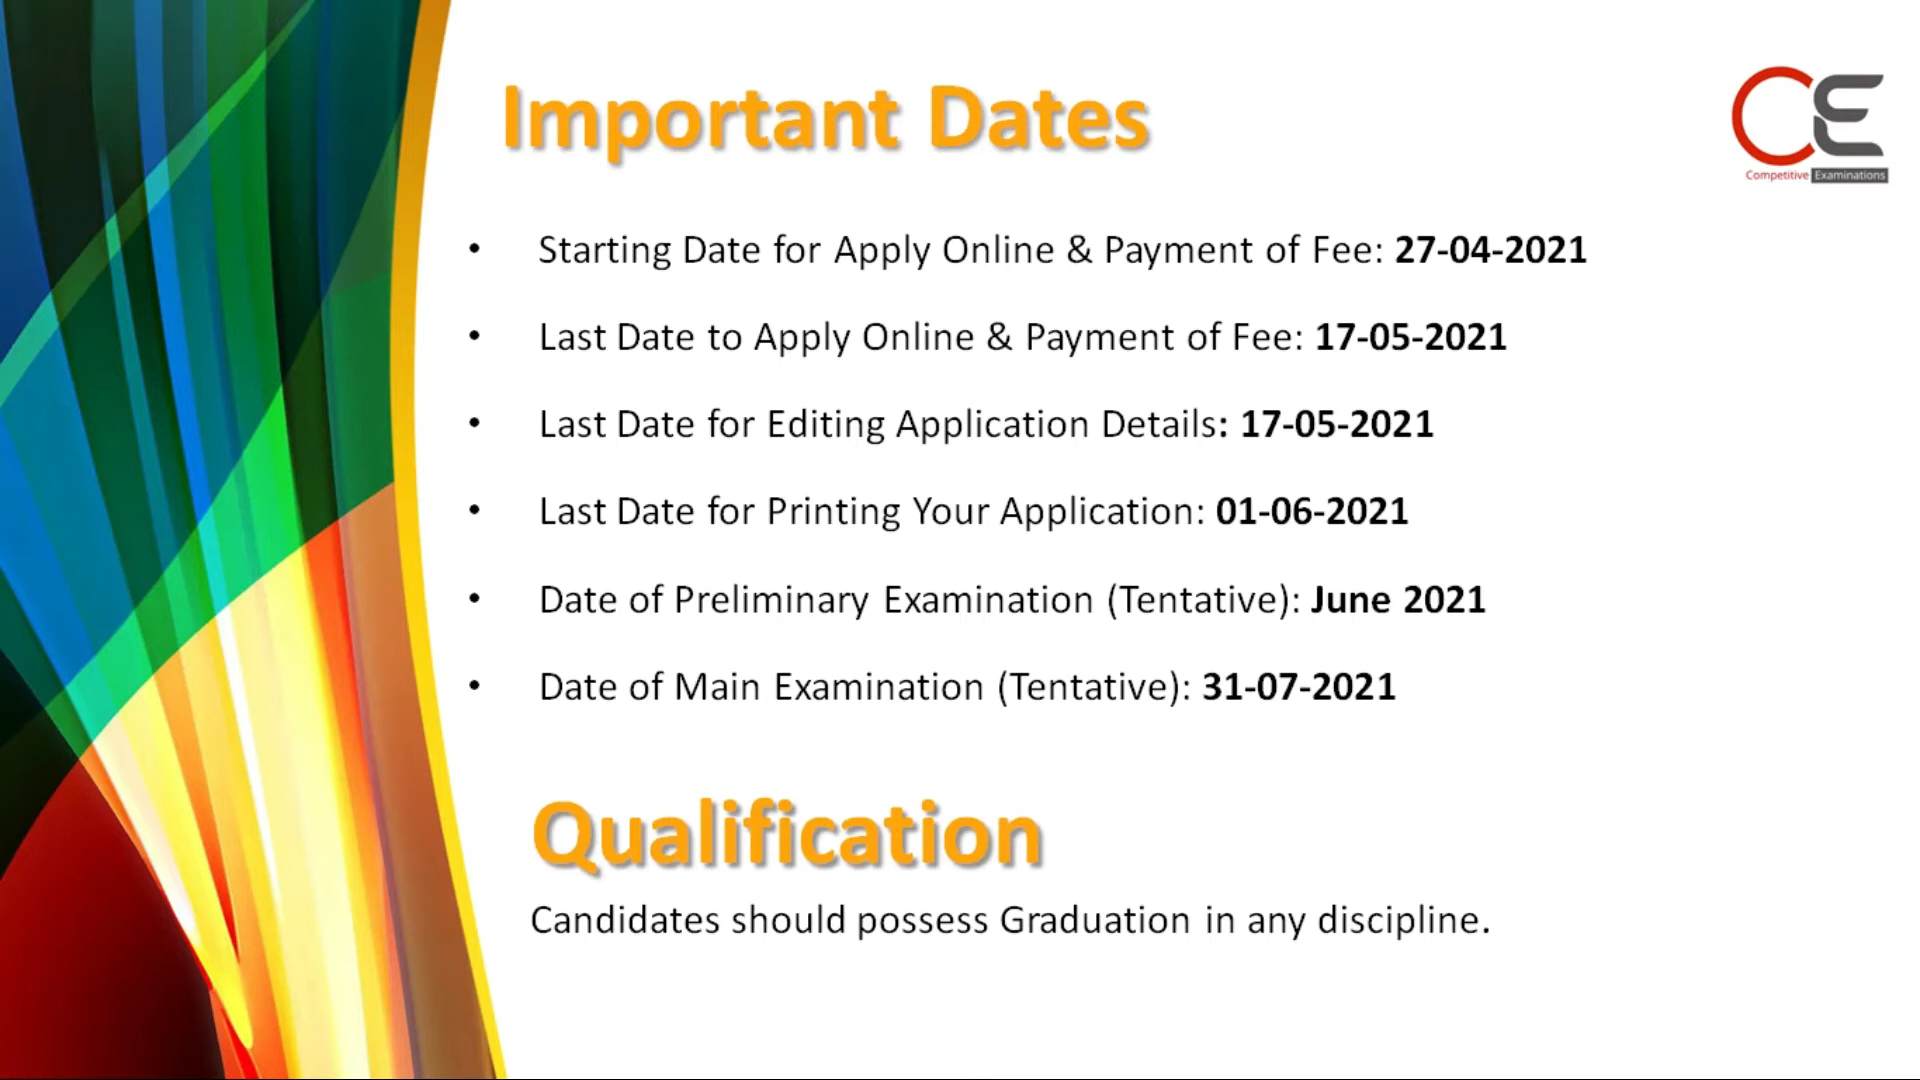 Important Dates
CE
Competitive Examinations
• Starting Date for Apply Online & Payment of Fee: 27-04-2021
• Last Date to Apply Online & Payment of Fee: 17-05-2021
• Last Date for Editing Application Details: 17-05-2021
• Last Date for Printing Your Application: 01-06-2021
• Date of Preliminary Examination (Tentative): June 2021
• Date of Main Examination (Tentative): 31-07-2021
Qualification
Candidates should possess Graduation in any discipline.